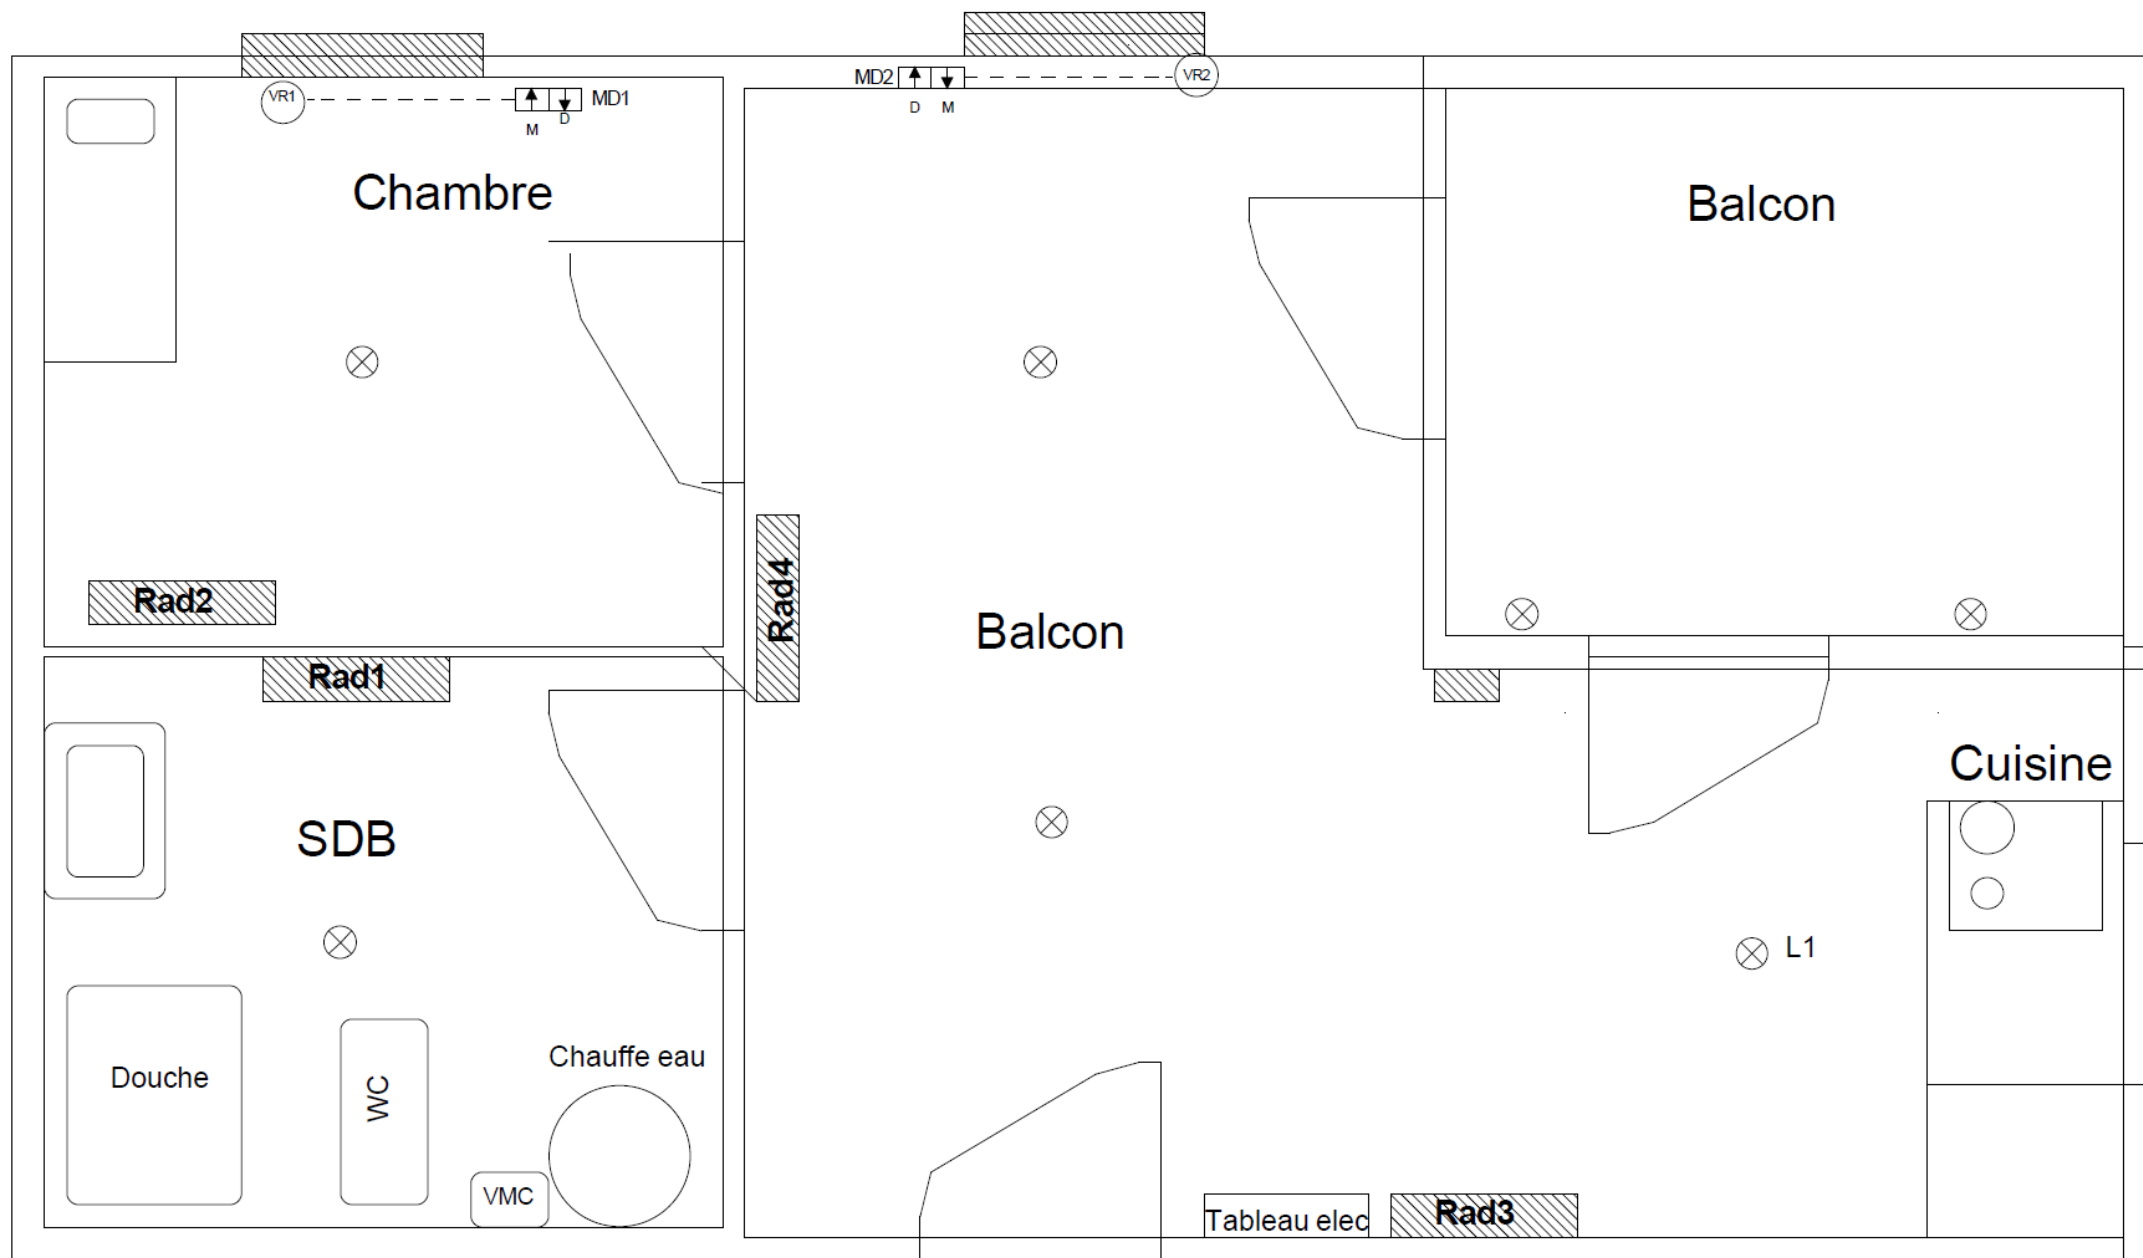 VR1
MD1
M
D
MD2
VR2
D
M
Chambre
Balcon
Rad2
Rad4
Balcon
Rad1
Cuisine
SDB
L1
Chauffe eau
Douche
WC
VMC
Tableau elec
Rad3